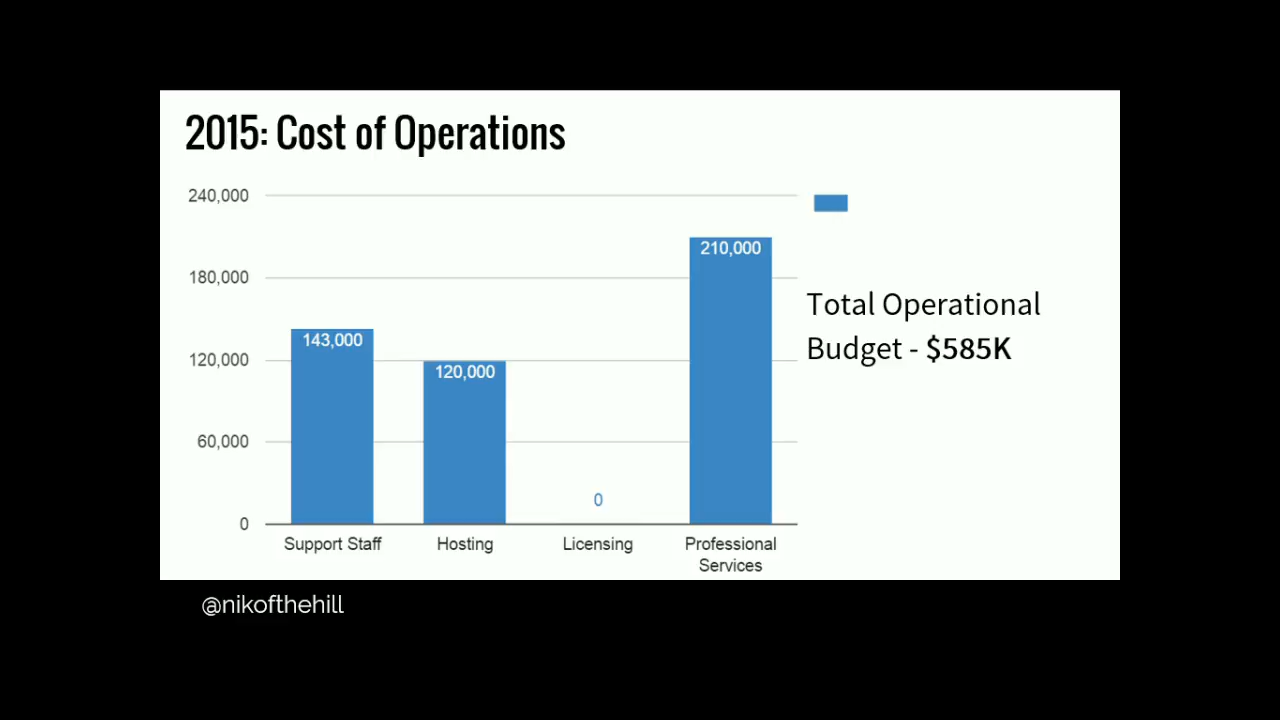 2015: Cost of Operations
240,000
180,000
120,000
60,000
0
143,000
120,000
0
210,000
Support Staff
Hosting
Licensing
Professional
Services
Total Operational
Budget - $585K
@nikofthehill